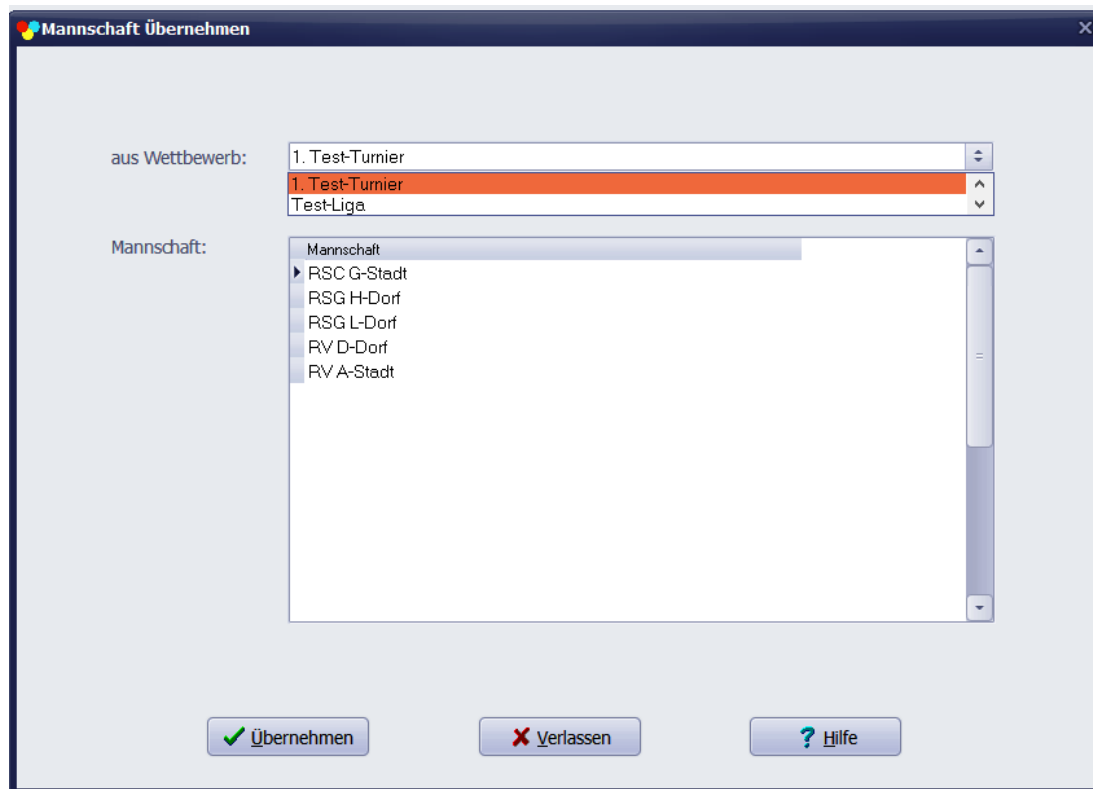 Mannschaft Übernehmen
aus Wettbewerb:
1. Test-Turnier
1. Test-Turnier
Test-Liga
Mannschaft:
Mannschaft
RSC G-Stadt
RSG H-Dorf
RSG L-Dorf
RV D-Dorf
RV A-Stadt
Übernehmen
Verlassen
? Hilfe